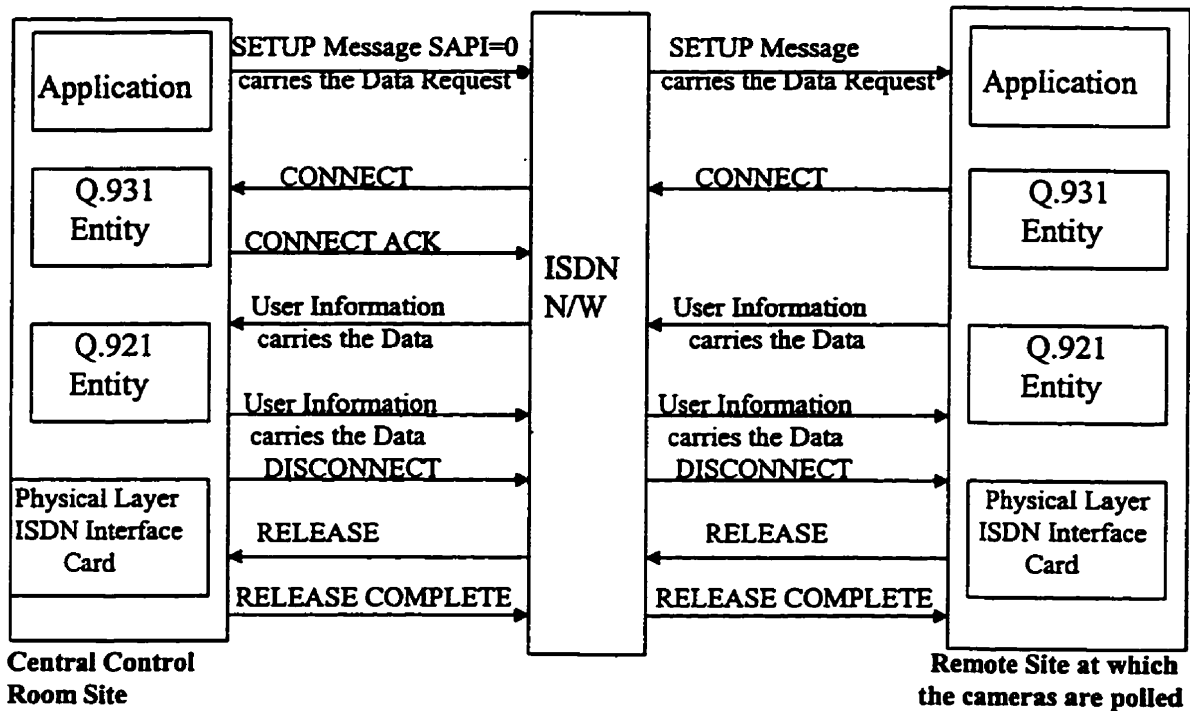 SETUP Message SAPI=0
carries the Data Request
SETUP Message
carries the Data Request
Application
Application
CONNECT
CONNECT
Q.931
Entity
Q.931
Entity
CONNECT ACK
ISDN
N/W
User Information
carries the Data
User Information
carries the Data
Q.921
Entity
Q.921
Entity
User Information
carries the Data
User Information
carries the Data
DISCONNECT
DISCONNECT
Physical Layer
ISDN Interface
Card
Physical Layer
ISDN Interface
Card
RELEASE
RELEASE
RELEASE COMPLETE
RELEASE COMPLETE
Central Control
Room Site
Remote Site at which
the cameras are polled